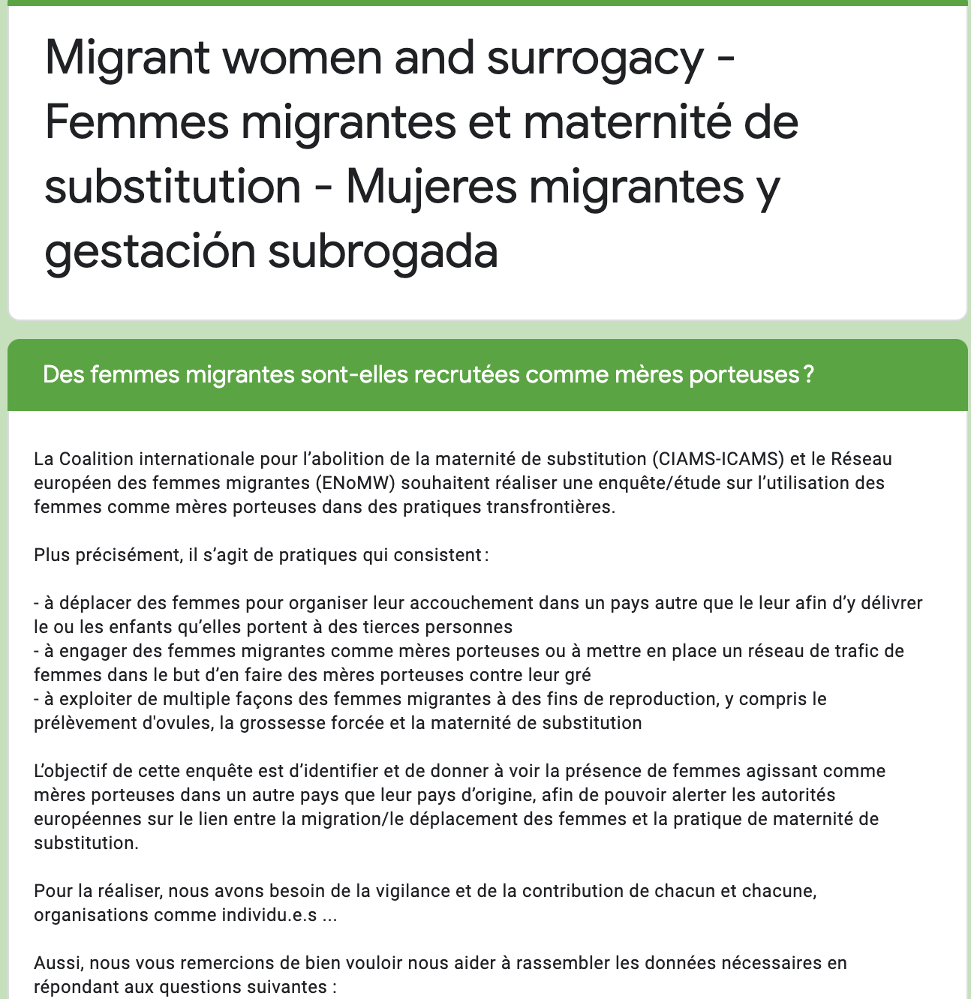 Migrant women and surrogacy -
Femmes migrantes et maternité de
substitution - Mujeres migrantes y
gestación subrogada
Des femmes migrantes sont-elles recrutées comme mères porteuses ?
La Coalition internationale pour l’abolition de la maternité de substitution (CIAMS-ICAMS) et le Réseau
européen des femmes migrantes (ENoMW) souhaitent réaliser une enquête/étude sur l’utilisation des
femmes comme mères porteuses dans des pratiques transfrontières.
Plus précisément, il s’agit de pratiques qui consistent :
- à déplacer des femmes pour organiser leur accouchement dans un pays autre que le leur afin d’y délivrer
le ou les enfants qu’elles portent à des tierces personnes
- à engager des femmes migrantes comme mères porteuses ou à mettre en place un réseau de trafic de
femmes dans le but d’en faire des mères porteuses contre leur gré
- à exploiter de multiple façons des femmes migrantes à des fins de reproduction, y compris le
prélèvement d'ovules, la grossesse forcée et la maternité de substitution
L’objectif de cette enquête est d’identifier et de donner à voir la présence de femmes agissant comme
mères porteuses dans un autre pays que leur pays d’origine, afin de pouvoir alerter les autorités
européennes sur le lien entre la migration/le déplacement des femmes et la pratique de maternité de
substitution.
Pour la réaliser, nous avons besoin de la vigilance et de la contribution de chacun et chacune,
organisations comme individu.e.s ...
Aussi, nous vous remercions de bien vouloir nous aider à rassembler les données nécessaires en
répondant aux questions suivantes :